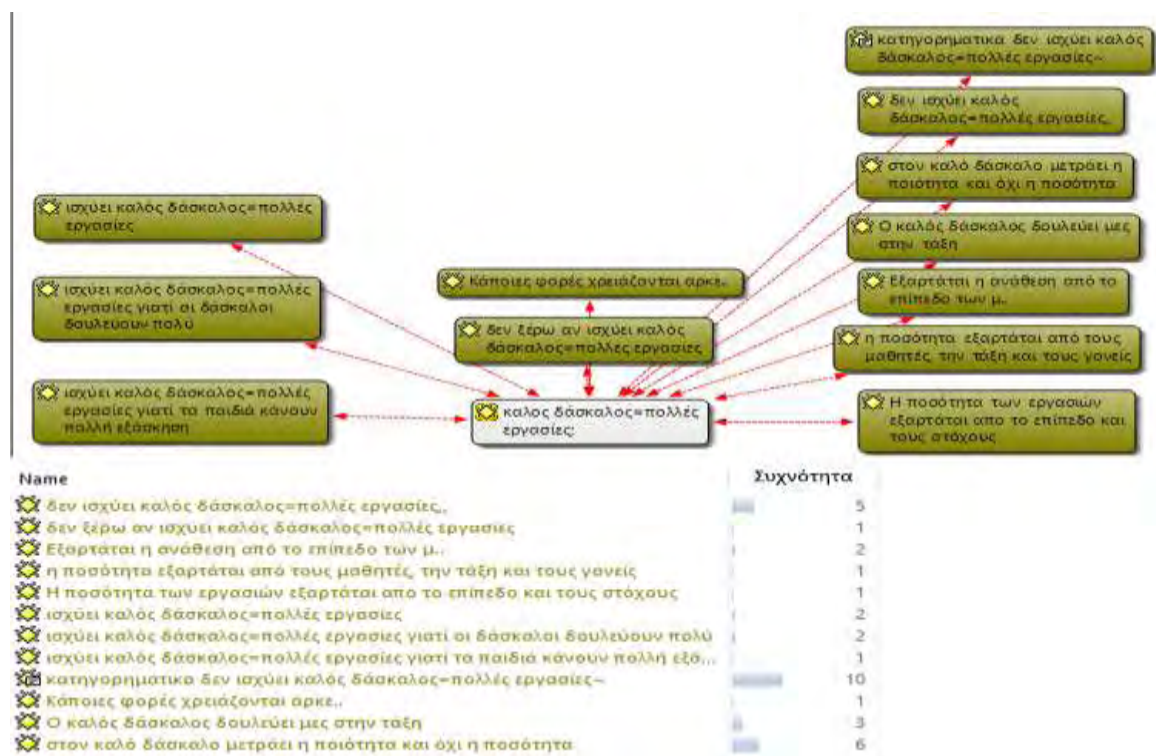 κατηγορηματικα δεν ισχύει καλός
δάσκαλος=πολλές εργασίες~
δεν ισχύει καλός
δάσκαλος=πολλές εργασίες,,
στον καλό δάσκαλο μετράει η
ποιότητα και όχι η ποσότητα
Ο καλός δάσκαλος δουλεύει μες
στην τάξη
Εξαρτάται η ανάθεση από το
επίπεδο των μ..
η ποσότητα εξαρτάται από τους
μαθητές, την τάξη και τους γονείς
Η ποσότητα των εργασιών
εξαρτάται απο το επίπεδο και
τους στόχους
ισχύει καλός δάσκαλος=πολλές
εργασίες
ισχύει καλός δάσκαλος=πολλές
εργασίες γιατί οι δάσκαλοι
δουλεύουν πολύ
ισχύει καλός δάσκαλος=πολλές
εργασίες γιατί τα παιδιά κάνουν
πολλή εξάσκηση
Κάποιες φορές χρειάζονται αρκε..
δεν ξέρω αν ισχύει καλός
δάσκαλος=πολλες εργασίες
καλος δάσκαλος=πολλές
εργασίες;
Name Συχνότητα
δεν ισχύει καλός δάσκαλος=πολλές εργασίες,, 5
δεν ξέρω αν ισχύει καλός δάσκαλος=πολλες εργασίες 1
Εξαρτάται η ανάθεση από το επίπεδο των μ.. 2
η ποσότητα εξαρτάται από τους μαθητές, την τάξη και τους γονείς 1
Η ποσότητα των εργασιών εξαρτάται απο το επίπεδο και τους στόχους 1
ισχύει καλός δάσκαλος=πολλές εργασίες 2
ισχύει καλός δάσκαλος=πολλές εργασίες γιατί οι δάσκαλοι δουλεύουν πολύ 2
ισχύει καλός δάσκαλος=πολλές εργασίες γιατί τα παιδιά κάνουν πολλή εξά... 1
κατηγορηματικα δεν ισχύει καλός δάσκαλος=πολλές εργασίες~ 10
Κάποιες φορές χρειάζονται αρκε.. 1
Ο καλός δάσκαλος δουλεύει μες στην τάξη 3
στον καλό δάσκαλο μετράει η ποιότητα και όχι η ποσότητα 6